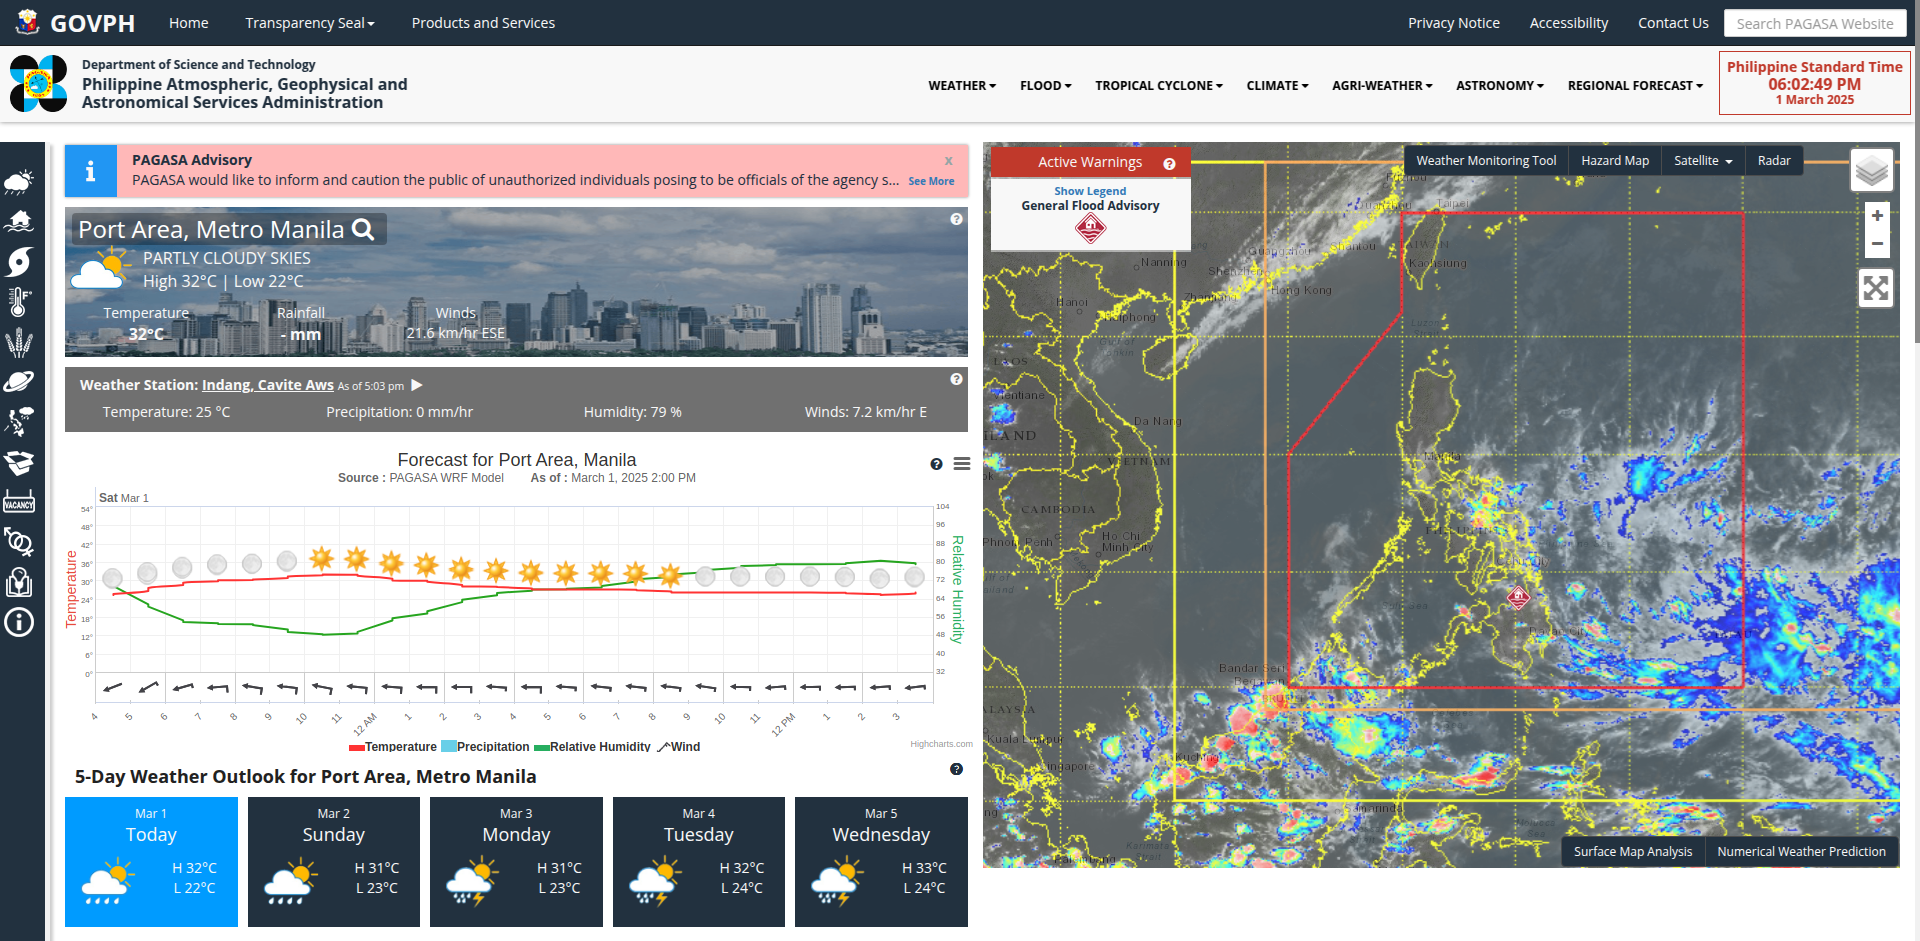 GOVPH
Home
Transparency Seal
Products and Services
Privacy Notice
Accessibility
Contact Us
Search PAGASA Website
Department of Science and Technology
Philippine Atmospheric, Geophysical and
Astronomical Services Administration
WEATHER
FLOOD
TROPICAL CYCLONE
CLIMATE
AGRI-WEATHER
ASTRONOMY
REGIONAL FORECAST
Philippine Standard Time
06:02:49 PM
1 March 2025
VACANCY
PAGASA Advisory
x
PAGASA would like to inform and caution the public of unauthorized individuals posing to be officials of the agency s...
See More
Port Area, Metro Manila
PARTLY CLOUDY SKIES
High 32°C | Low 22°C
Temperature
Rainfall
Winds
32°C
- mm
21.6 km/hr ESE
Weather Station: Indang, Cavite Aws As of 5:03 pm
Temperature: 25 °C
Precipitation: 0 mm/hr
Humidity: 79 %
Winds: 7.2 km/hr E
Forecast for Port Area, Manila
Source : PAGASA WRF Model As of : March 1, 2025 2:00 PM
Sat Mar 1
Temperature
54°
48°
42°
36°
30°
24°
18°
12°
6°
0°
104
96
88
80
72
64
56
48
40
32
Relative Humidity
4 5 6 7 8 9 10 11 12 AM 1 2 3 4 5 6 7 8 9 10 11 12 PM 1 2 3
Temperature Precipitation Relative Humidity Wind
Highcharts.com
5-Day Weather Outlook for Port Area, Metro Manila
Mar 1
Today
H 32°C
L 22°C
Mar 2
Sunday
H 31°C
L 23°C
Mar 3
Monday
H 31°C
L 23°C
Mar 4
Tuesday
H 32°C
L 24°C
Mar 5
Wednesday
H 33°C
L 24°C
Active Warnings
Show Legend
General Flood Advisory
Weather Monitoring Tool
Hazard Map
Satellite
Radar
+
−
Taipei
Shantou
Kaohsiung
Nanning
Guangzhou
Shenzhen
Hong Kong
Hanoi
Vientiane
Da Nang
VIETNAM
CAMBODIA
Phnom Penh
Ho Chi
Minh City
Manila
Bandar Seri
Kuala Lumpur
Kuching
Surface Map Analysis
Numerical Weather Prediction